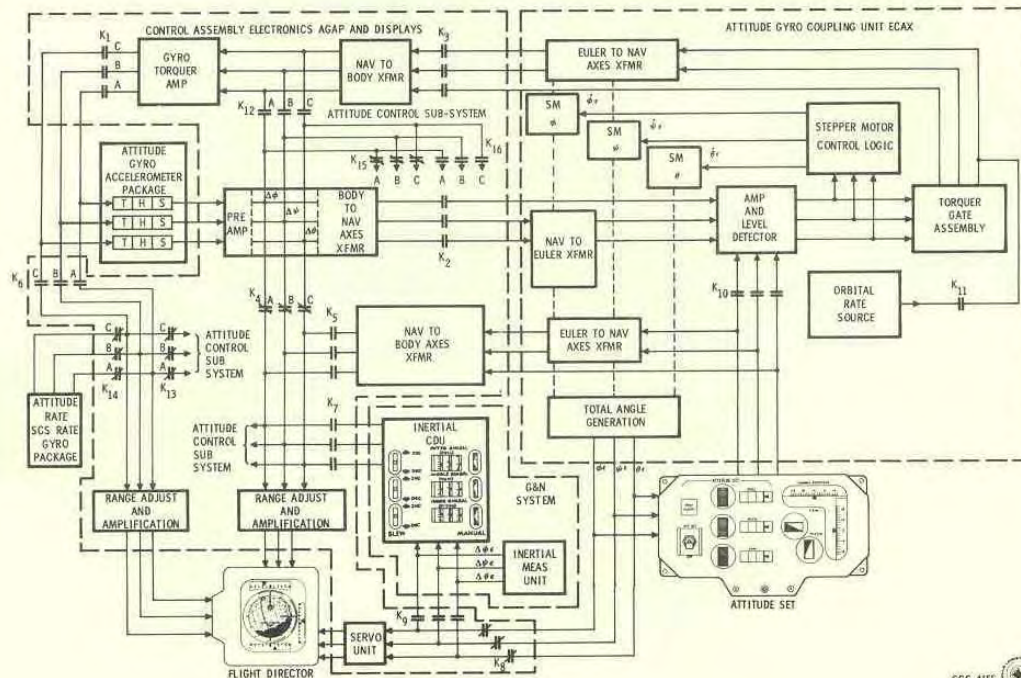 CONTROL ASSEMBLY ELECTRONICS AGAP AND DISPLAYS
ATTITUDE GYRO COUPLING UNIT ECAX
K1
C
B
A
GYRO
TORQUER
AMP
NAV TO
BODY XFMR
K3
EULER TO NAV
AXES XFMR
K12
A
B
C
ATTITUDE CONTROL SUB-SYSTEM
SM
ϕ
SM
ψ
SM
θ
STEPPER MOTOR
CONTROL LOGIC
K15
A
B
C
A
B
C
K16
ATTITUDE
GYRO
ACCELEROMETER
PACKAGE
T H S
T H S
T H S
PRE
AMP
Δϕ
Δψ
Δθ
BODY
TO
NAV
AXES
XFMR
K2
NAV TO
EULER XFMR
AMP
AND
LEVEL
DETECTOR
TORQUER
GATE
ASSEMBLY
K6
C
B
A
K4
A
B
C
K5
NAV TO
BODY AXES
XFMR
EULER TO NAV
AXES XFMR
K10
ORBITAL
RATE
SOURCE
K11
C
B
A
K14
C
B
A
K13
ATTITUDE
CONTROL
SUB
SYSTEM
ATTITUDE
RATE
SCS RATE
GYRO
PACKAGE
K7
ATTITUDE
CONTROL
SUB
SYSTEM
INERTIAL
CDU
SLEW
MANUAL
G&N
SYSTEM
TOTAL ANGLE
GENERATION
RANGE ADJUST
AND
AMPLIFICATION
RANGE ADJUST
AND
AMPLIFICATION
INERTIAL
MEAS
UNIT
ATTITUDE SET
K9
SERVO
UNIT
K8
FLIGHT DIRECTOR